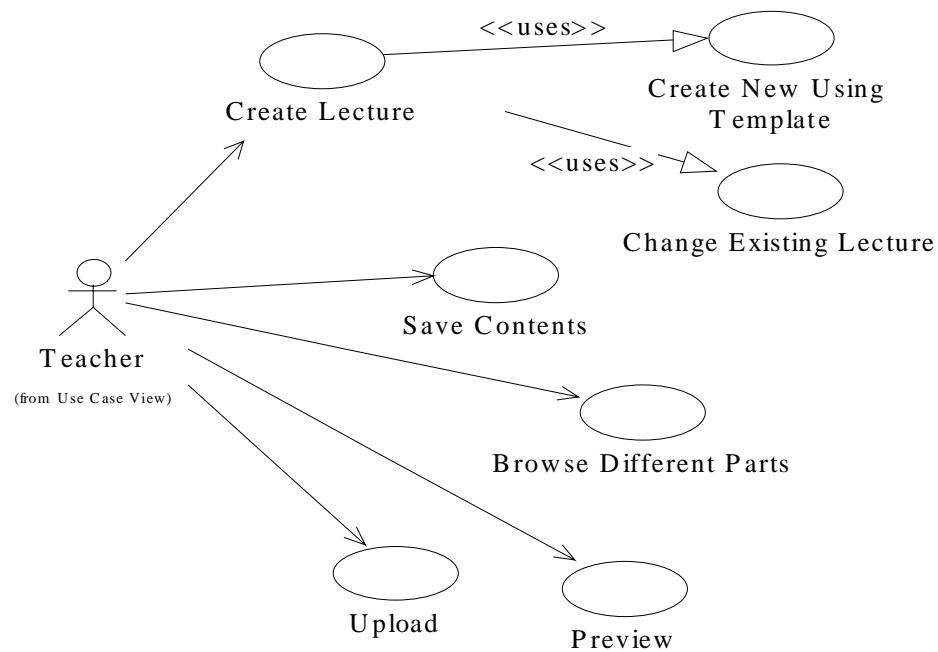 <<uses>>
Create Lecture
Create New Using
Template
<<uses>>
Change Existing Lecture
Save Contents
Teacher
(from Use Case View)
Browse Different Parts
Upload
Preview